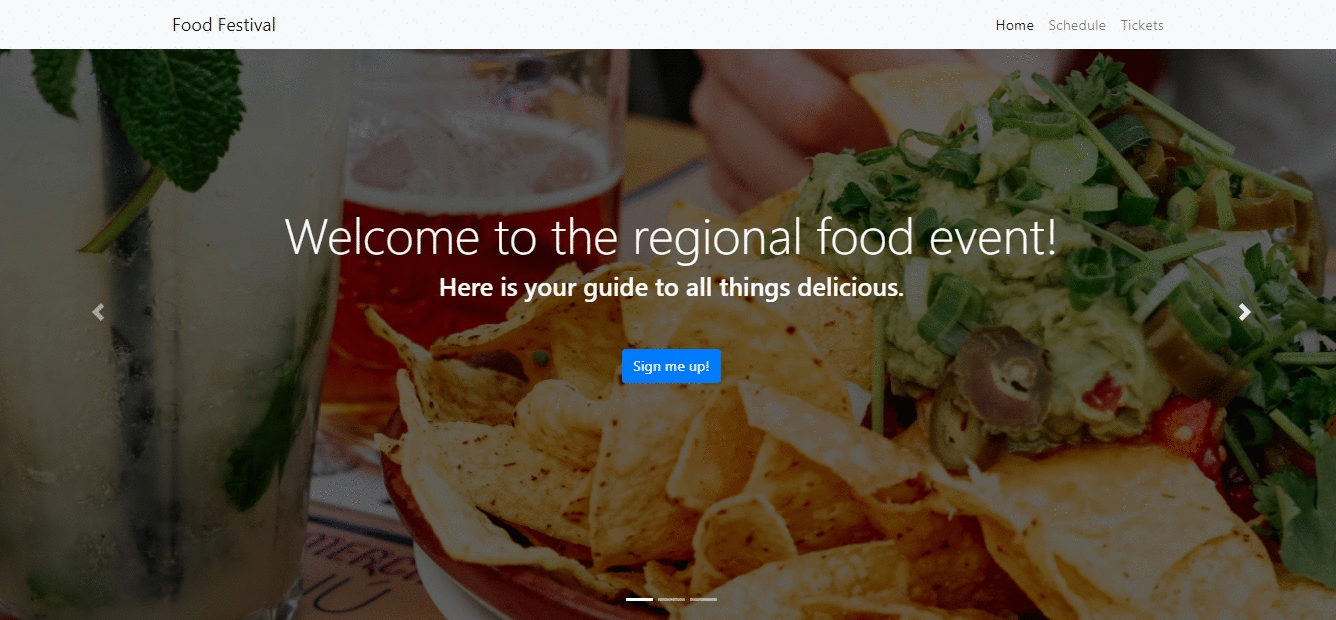 Food Festival
Home Schedule Tickets
Welcome to the regional food event!
Here is your guide to all things delicious.
Sign me up!